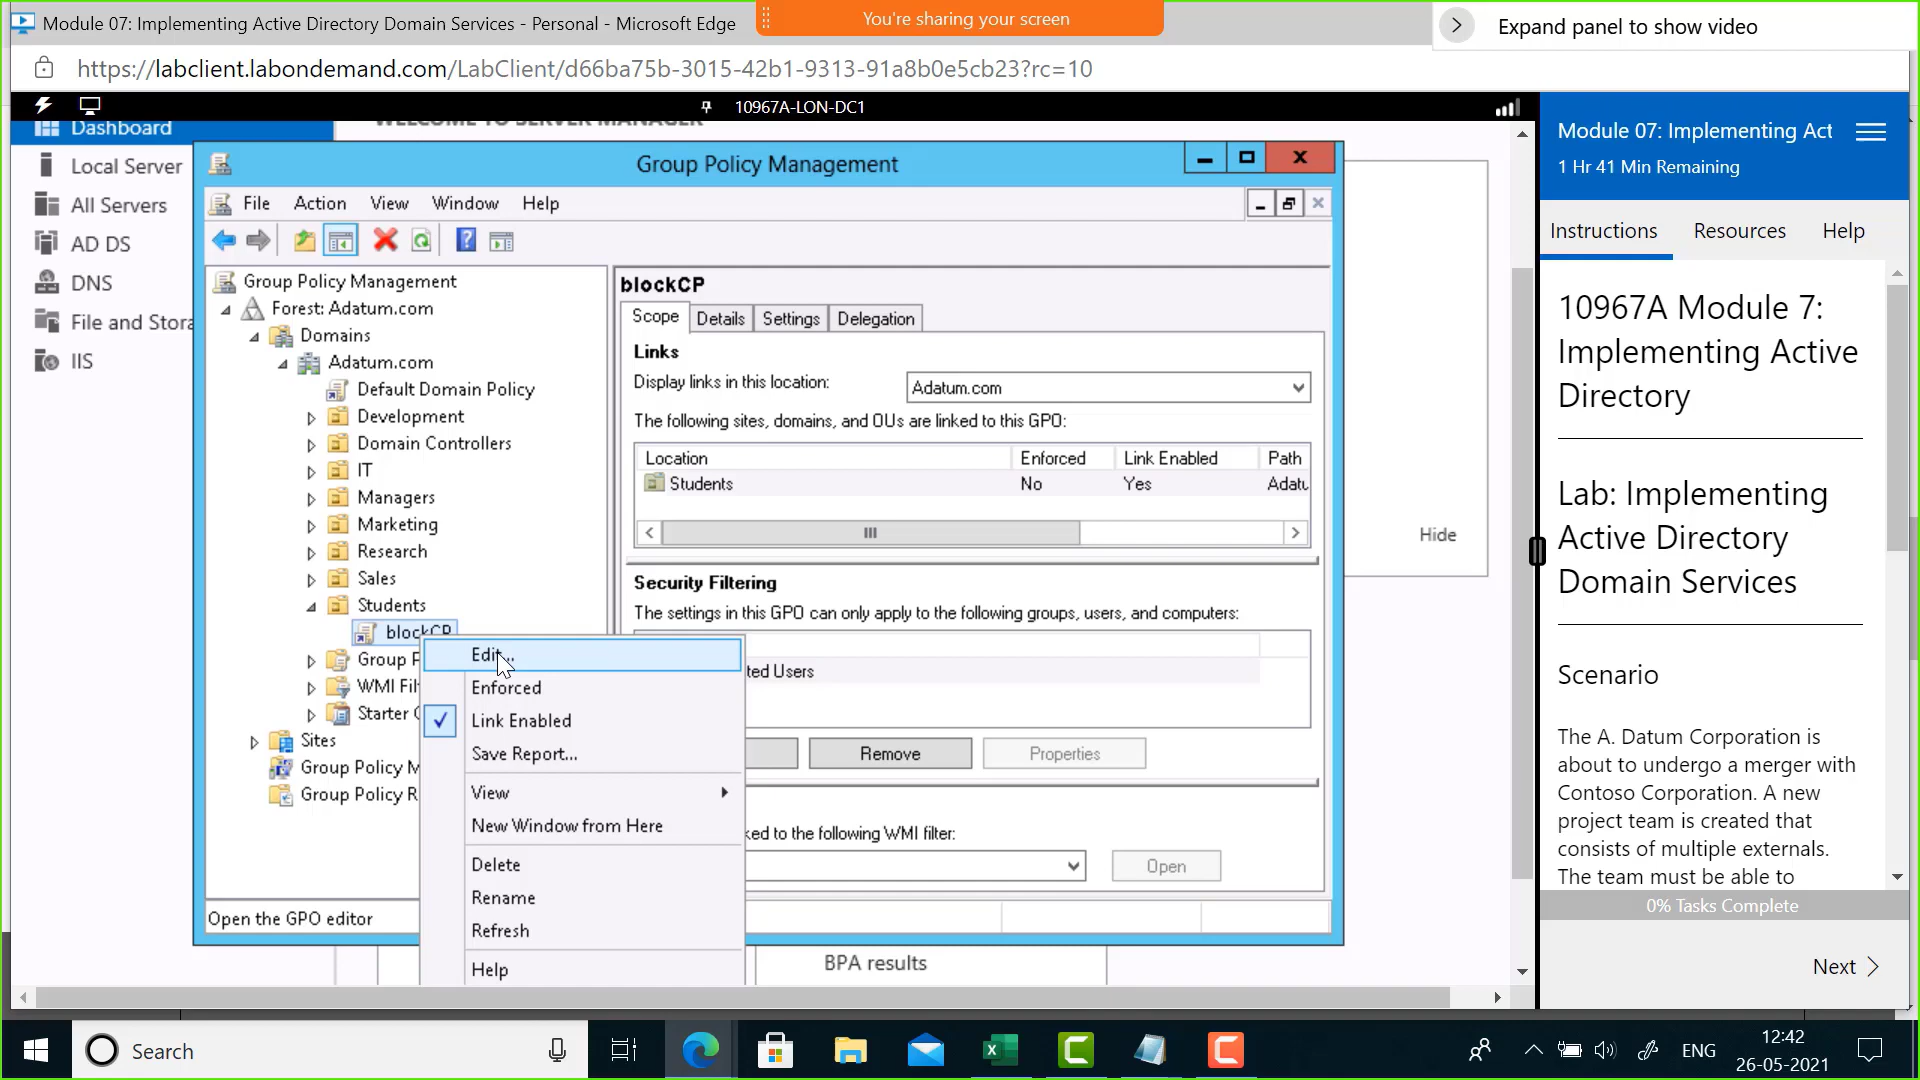 Module 07: Implementing Active Directory Domain Services - Personal - Microsoft Edge
You're sharing your screen
Expand panel to show video
https://labclient.labondemand.com/LabClient/d66ba75b-3015-42b1-9313-91a8b0e5cb23?rc=10
10967A-LON-DC1
WELCOME TO SERVER MANAGER
Dashboard
Local Server
All Servers
AD DS
DNS
File and Stora
IIS
Group Policy Management
File Action View Window Help
Group Policy Management
Forest: Adatum.com
Domains
Adatum.com
Default Domain Policy
Development
Domain Controllers
IT
Managers
Marketing
Research
Sales
Students
blockCP
Group P
WMI Fil
Starter
Sites
Group Policy M
Group Policy R
Open the GPO editor
blockCP
Scope Details Settings Delegation
Links
Display links in this location:
Adatum.com
The following sites, domains, and OUs are linked to this GPO:
Location Enforced Link Enabled Path
Students No Yes Adatu
Security Filtering
The settings in this GPO can only apply to the following groups, users, and computers:
ted Users
Remove Properties
ked to the following WMI filter:
Open
Edit...
Enforced
Link Enabled
Save Report...
View
New Window from Here
Delete
Rename
Refresh
Help
Hide
BPA results
Module 07: Implementing Act
1 Hr 41 Min Remaining
Instructions Resources Help
10967A Module 7:
Implementing Active
Directory
Lab: Implementing
Active Directory
Domain Services
Scenario
The A. Datum Corporation is
about to undergo a merger with
Contoso Corporation. A new
project team is created that
consists of multiple externals.
The team must be able to
0% Tasks Complete
Next
Search
ENG
12:42
26-05-2021